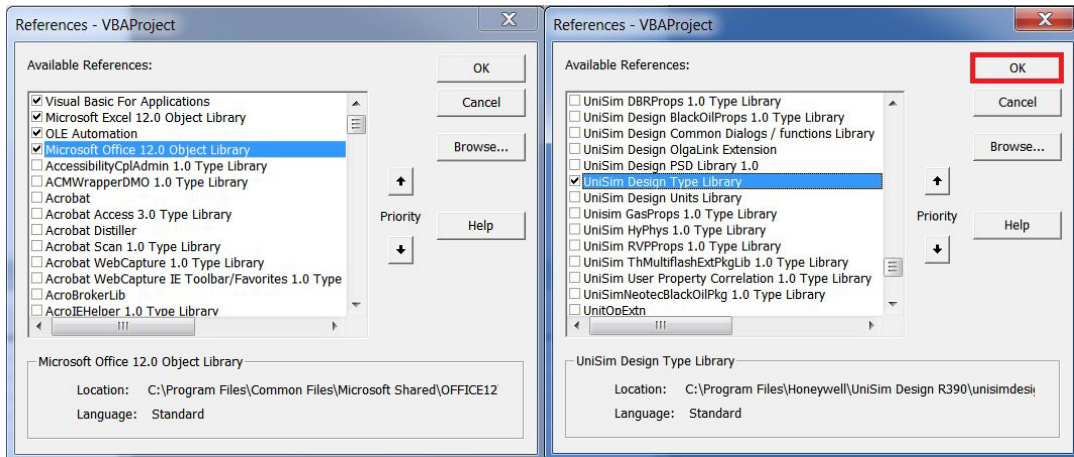 References - VBAProject
Available References:
OK
Visual Basic For Applications
Cancel
Microsoft Excel 12.0 Object Library
OLE Automation
Microsoft Office 12.0 Object Library
Browse...
AccessibilityCplAdmin 1.0 Type Library
ACMWrapperDMO 1.0 Type Library
Acrobat
Acrobat Access 3.0 Type Library
Priority
Acrobat Distiller
Help
Acrobat Scan 1.0 Type Library
Acrobat WebCapture 1.0 Type Library
Acrobat WebCapture IE Toolbar/Favorites 1.0 Type
AcroBrokerLib
AcroIEHelper 1.0 Type Library
Microsoft Office 12.0 Object Library
Location: C:\Program Files\Common Files\Microsoft Shared\OFFICE12
Language: Standard
References - VBAProject
Available References:
OK
UniSim DBRProps 1.0 Type Library
Cancel
UniSim Design BlackOilProps 1.0 Type Library
UniSim Design Common Dialogs / functions Library
UniSim Design OlgaLink Extension
Browse...
UniSim Design PSD Library 1.0
UniSim Design Type Library
UniSim Design Units Library
Unisim GasProps 1.0 Type Library
Priority
UniSim HyPhys 1.0 Type Library
Help
UniSim RVPProps 1.0 Type Library
UniSim ThMultiflashExtPkgLib 1.0 Type Library
UniSim User Property Correlation 1.0 Type Library
UniSimNeotecBlackOilPkg 1.0 Type Library
UnitOpExtn
UniSim Design Type Library
Location: C:\Program Files\Honeywell\UniSim Design R390\unisimdesig
Language: Standard